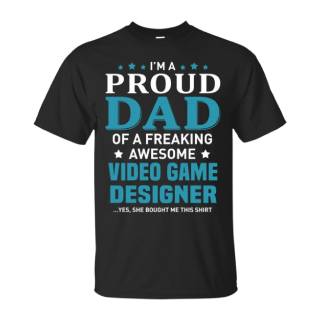 I'M A
PROUD
DAD
OF A FREAKING
AWESOME
VIDEO GAME
DESIGNER
...YES, SHE BOUGHT ME THIS SHIRT